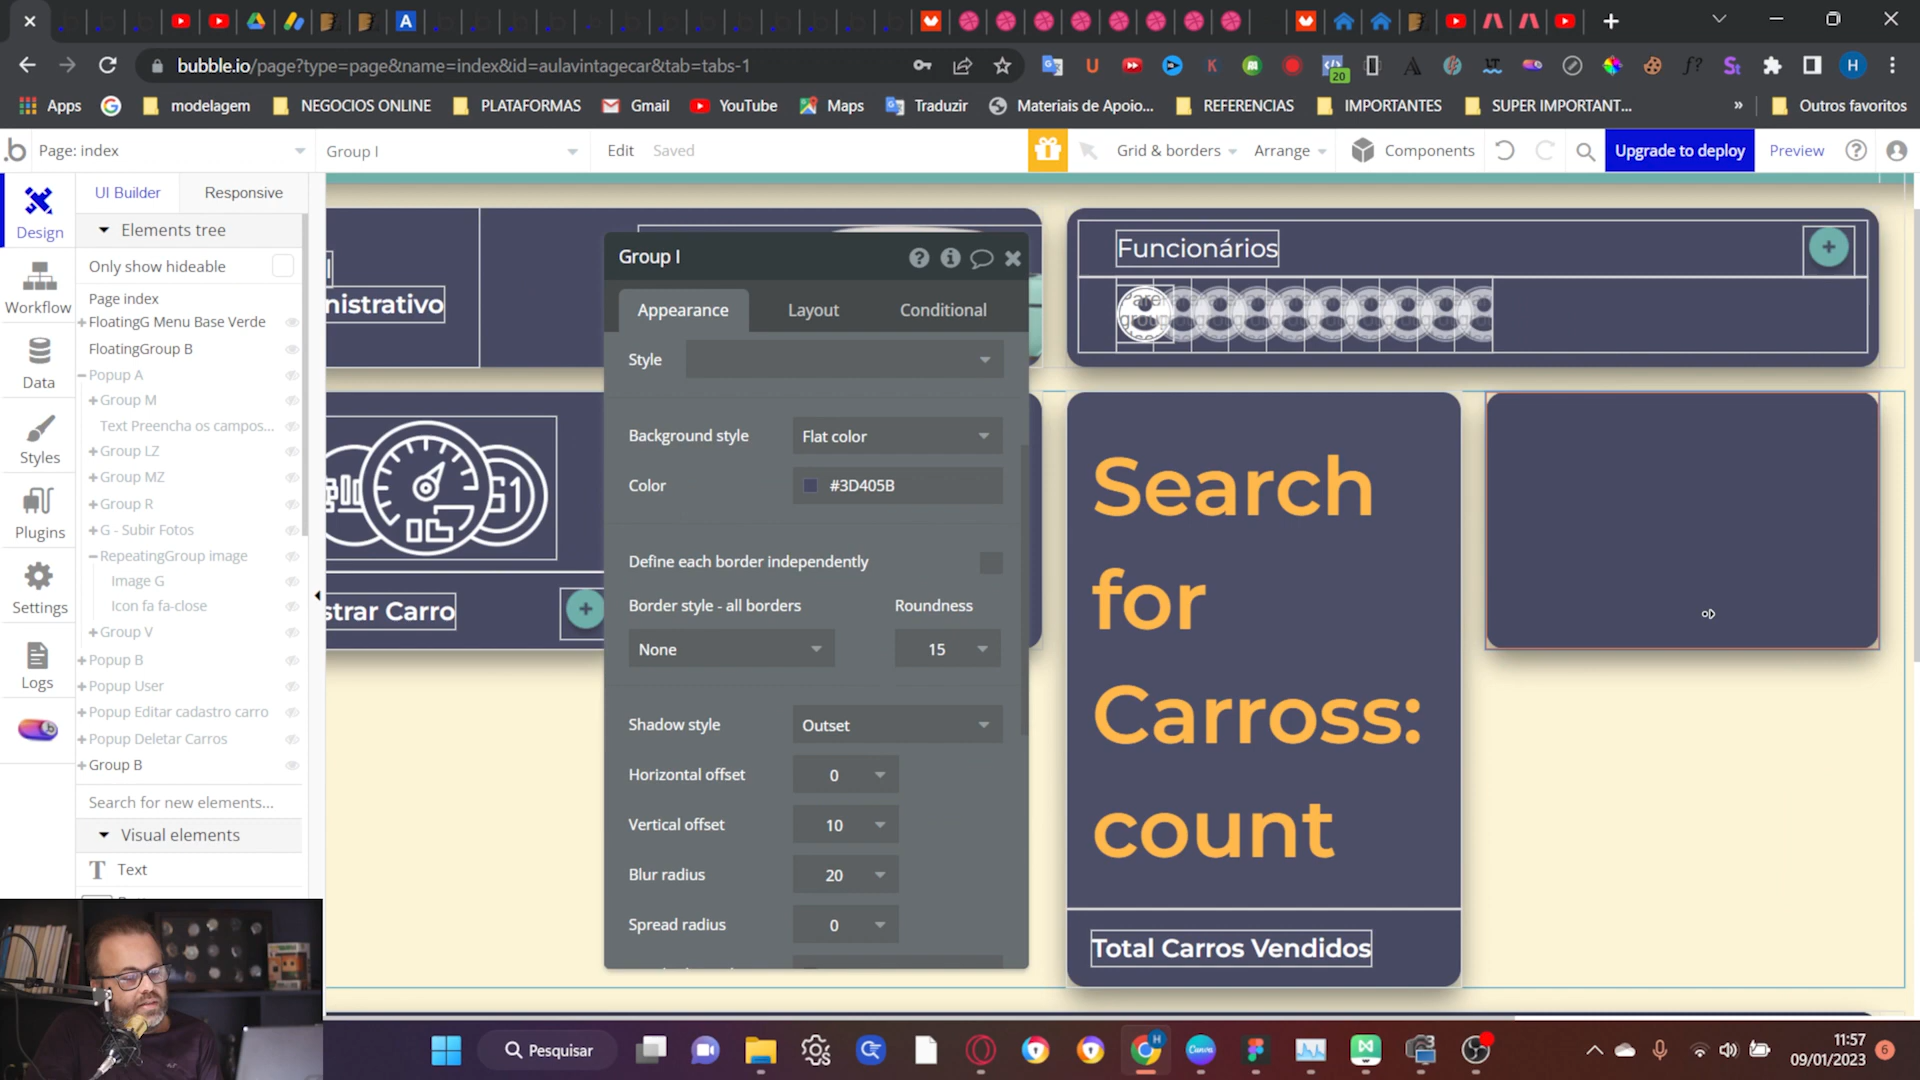 bubble.io/page?type=page&name=index&id=aulavintagecar&tab=tabs-1
20
H
Apps
modelagem
NEGOCIOS ONLINE
PLATAFORMAS
Gmail
YouTube
Maps
Traduzir
Materiais de Apoio...
REFERENCIAS
IMPORTANTES
SUPER IMPORTANT...
»
Outros favoritos
Page: index
Group I
Edit
Saved
Grid & borders
Arrange
Components
Upgrade to deploy
Preview
Design
Workflow
Data
Styles
Plugins
Settings
Logs
UI Builder
Responsive
Elements tree
Only show hideable
Page index
FloatingG Menu Base Verde
FloatingGroup B
Popup A
Group M
Text Preencha os campos...
Group LZ
Group MZ
Group R
G - Subir Fotos
RepeatingGroup image
Image G
Icon fa fa-close
Group V
Popup B
Popup User
Popup Editar cadastro carro
Popup Deletar Carros
Group B
Search for new elements...
Visual elements
Text
nistrativo
strar Carro
Group I
Appearance
Layout
Conditional
Style
Background style
Flat color
Color
#3D405B
Define each border independently
Border style - all borders
Roundness
None
15
Shadow style
Outset
Horizontal offset
0
Vertical offset
10
Blur radius
20
Spread radius
0
Funcionários
Search
for
Carross:
count
Total Carros Vendidos
Pesquisar
11:57
09/01/2023
6